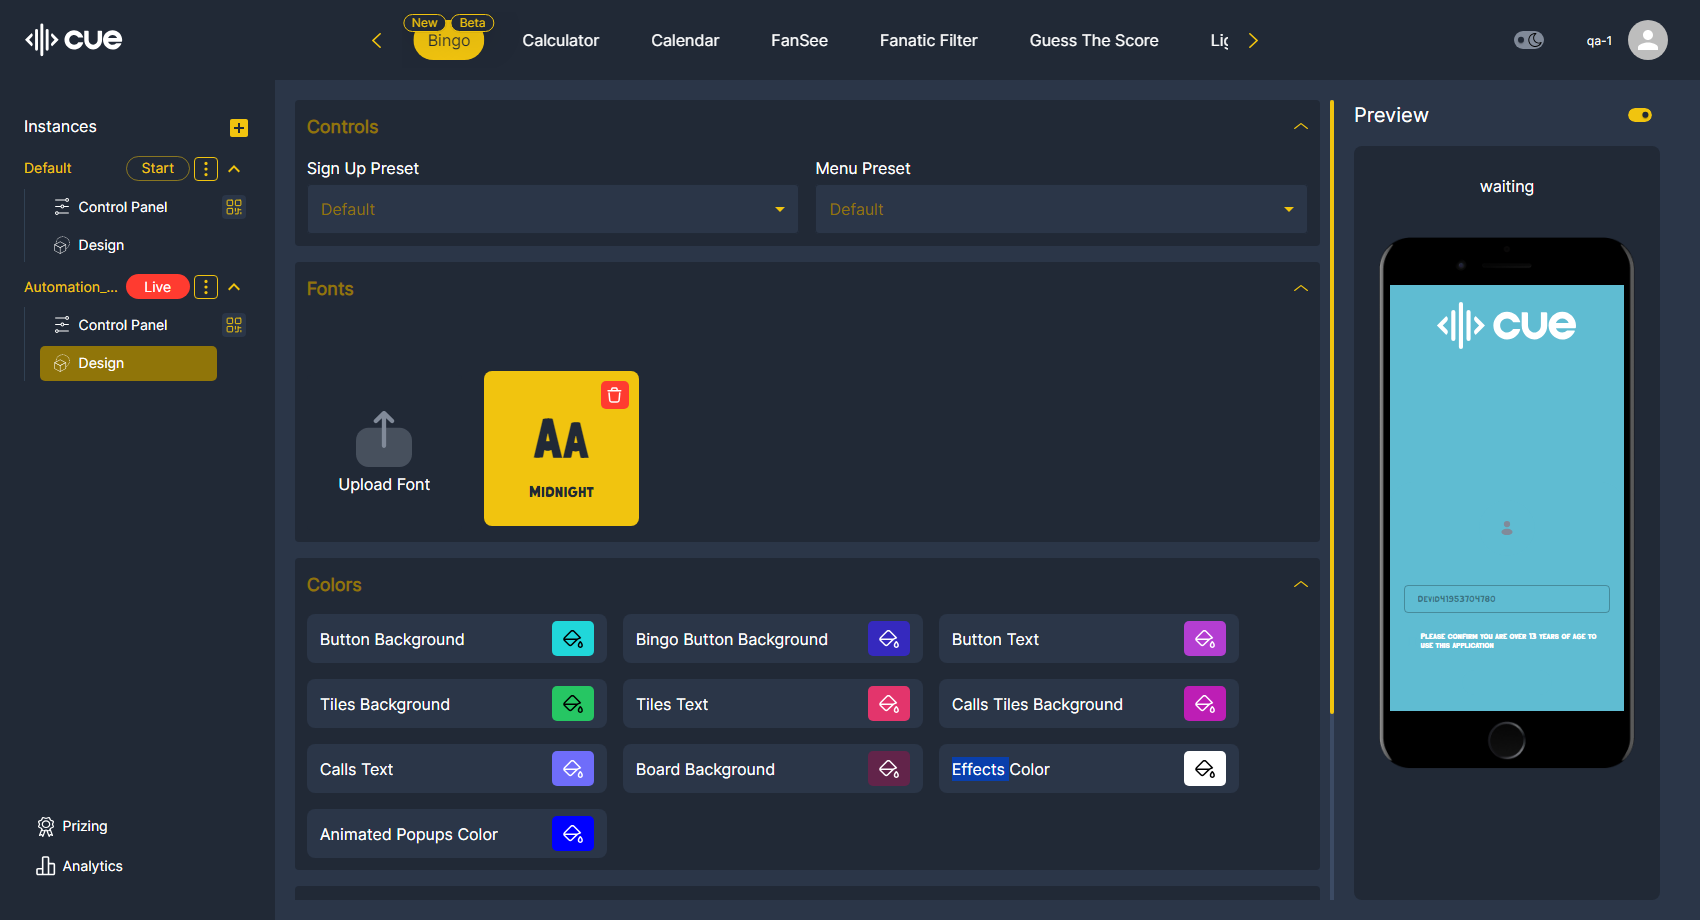 cue
New Beta
Bingo
Calculator
Calendar
FanSee
Fanatic Filter
Guess The Score
Lig
qa-1
Instances
Default
Start
Control Panel
Design
Automation_...
Live
Control Panel
Design
Prizing
Analytics
Controls
Sign Up Preset
Menu Preset
Default
Default
Fonts
Upload Font
AA
Midnight
Colors
Button Background
Bingo Button Background
Button Text
Tiles Background
Tiles Text
Calls Tiles Background
Calls Text
Board Background
Effects Color
Animated Popups Color
Preview
waiting
cue
DEVID41953704780
Please confirm you are over 13 years of age to
use this application